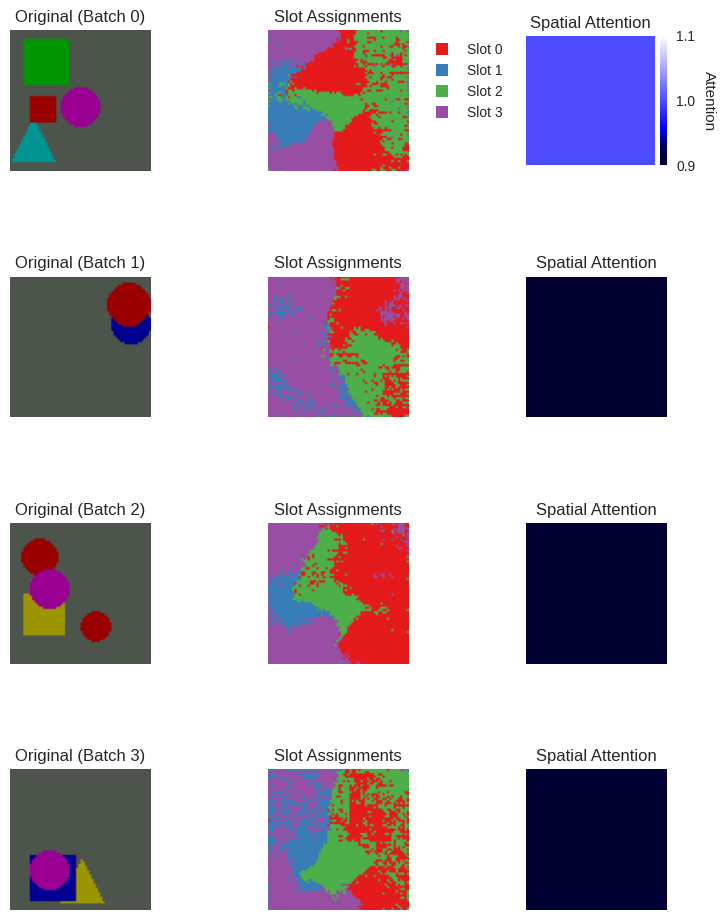 Original (Batch 0)
Slot Assignments
Slot 0
Slot 1
Slot 2
Slot 3
Spatial Attention
1.1
1.0
0.9
Attention
Original (Batch 1)
Slot Assignments
Spatial Attention
Original (Batch 2)
Slot Assignments
Spatial Attention
Original (Batch 3)
Slot Assignments
Spatial Attention